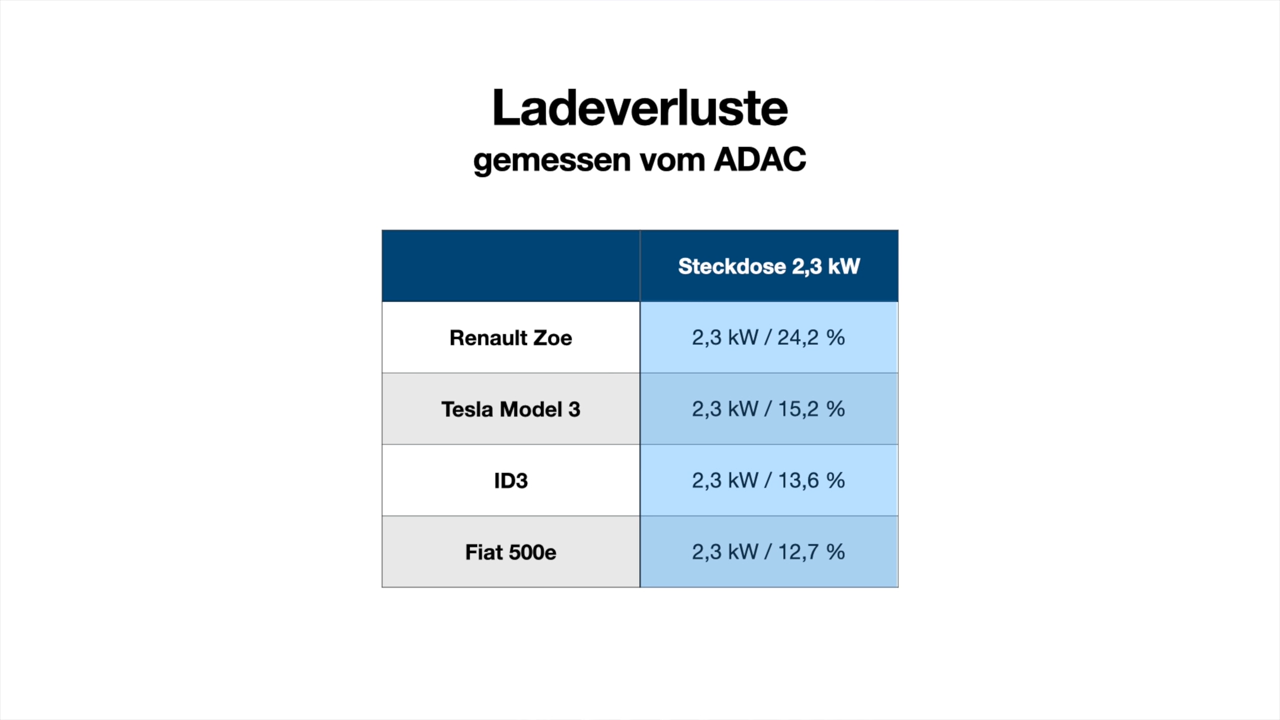 Ladeverluste
gemessen vom ADAC
Steckdose 2,3 kW
Renault Zoe
2,3 kW / 24,2 %
Tesla Model 3
2,3 kW / 15,2 %
ID3
2,3 kW / 13,6 %
Fiat 500e
2,3 kW / 12,7 %